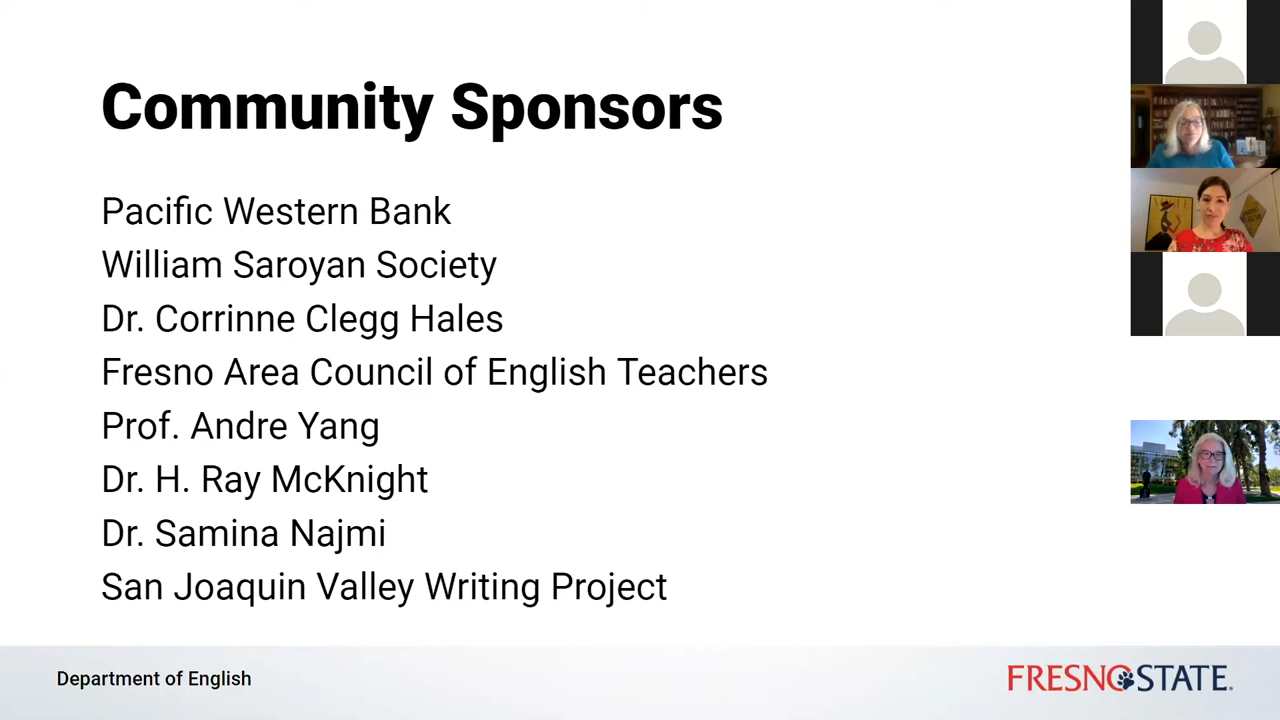 Community Sponsors
Pacific Western Bank
William Saroyan Society
Dr. Corrinne Clegg Hales
Fresno Area Council of English Teachers
Prof. Andre Yang
Dr. H. Ray McKnight
Dr. Samina Najmi
San Joaquin Valley Writing Project
Department of English
FRESNO STATE.